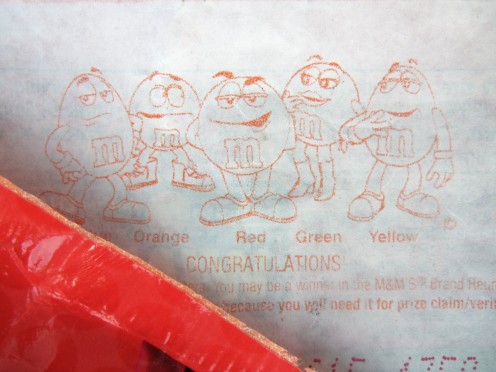 m m m m m
Orange Red Green Yellow
CONGRATULATIONS!
You may be a winner in the M&M'S® Brand
because you will need it for prize claim/